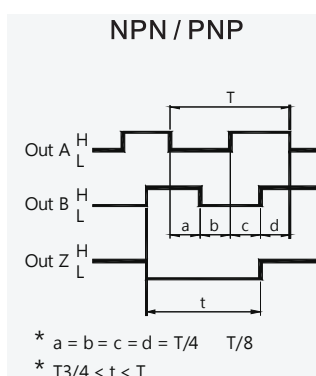 NPN / PNP
T
Out A H
L
Out B H
L
a b c d
Out Z H
L
t
* a = b = c = d = T/4 T/8
* T3/4 < t < T